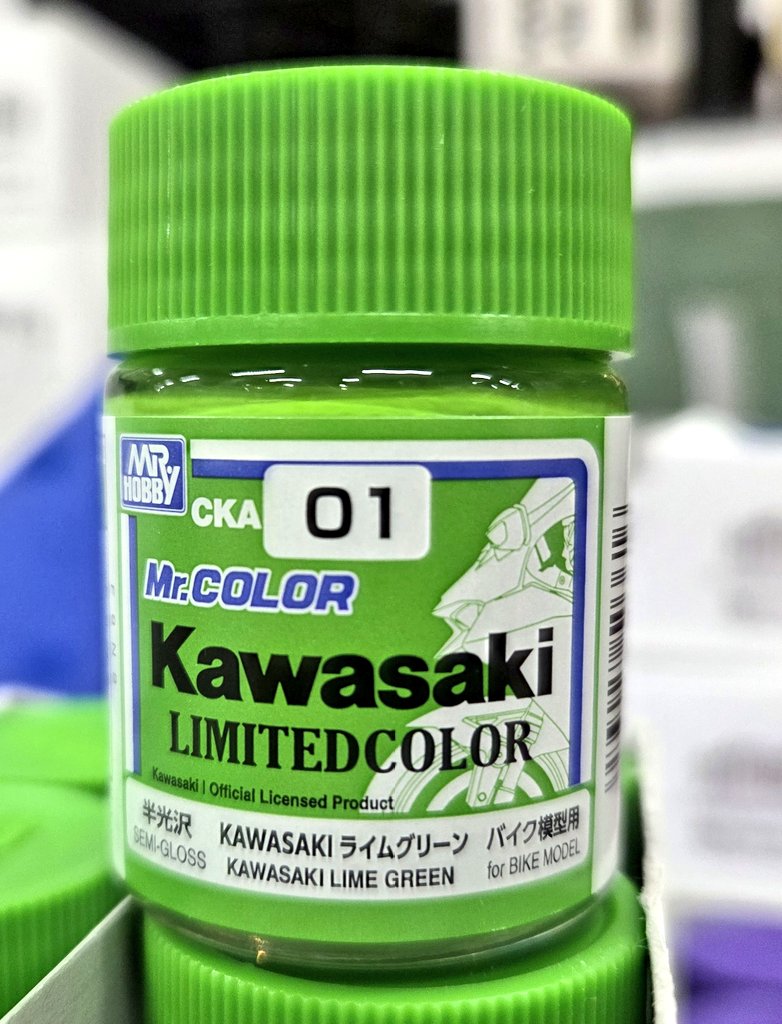 MR.
HOBBY
CKA 01
Mr.COLOR
Kawasaki
LIMITEDCOLOR
Kawasaki | Official Licensed Product
半光沢
SEMI-GLOSS
KAWASAKI ライムグリーン
KAWASAKI LIME GREEN
バイク模型用
for BIKE MODEL